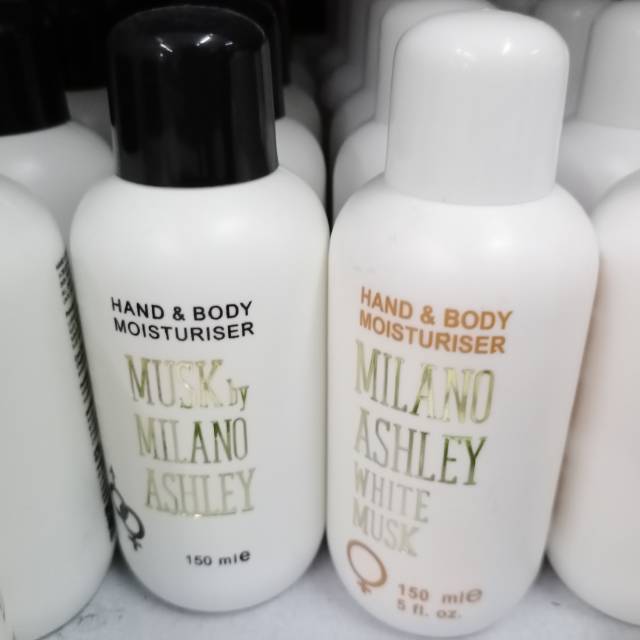 HAND & BODY
MOISTURISER
MUSK by
MILANO
ASHLEY
150 ml e
HAND & BODY
MOISTURISER
MILANO
ASHLEY
WHITE
MUSK
150 ml e
5 fl. oz.